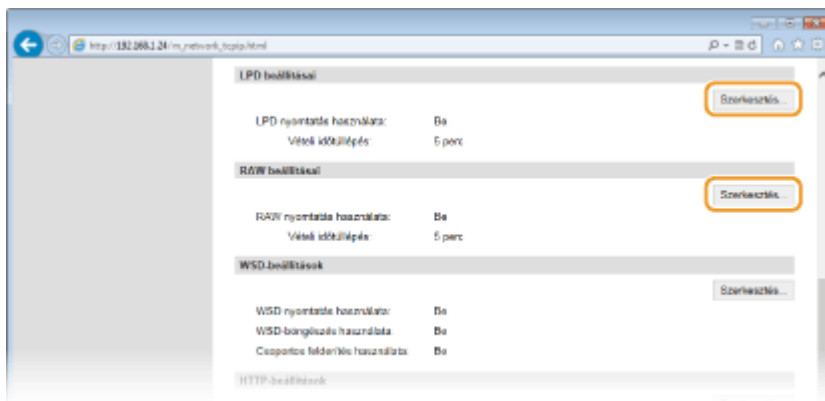 http://192.168.1.24/m_network_tcpip.html
LPD beállításai
Szerkesztés...
LPD nyomtatás használata: Be
Vételi időtúllépés: 5 perc
RAW beállításai
Szerkesztés...
RAW nyomtatás használata: Be
Vételi időtúllépés: 5 perc
WSD-beállítások
Szerkesztés...
WSD nyomtatás használata: Be
WSD-böngészés használata: Be
Csoportos felderítés használata: Be
HTTP-beállítások